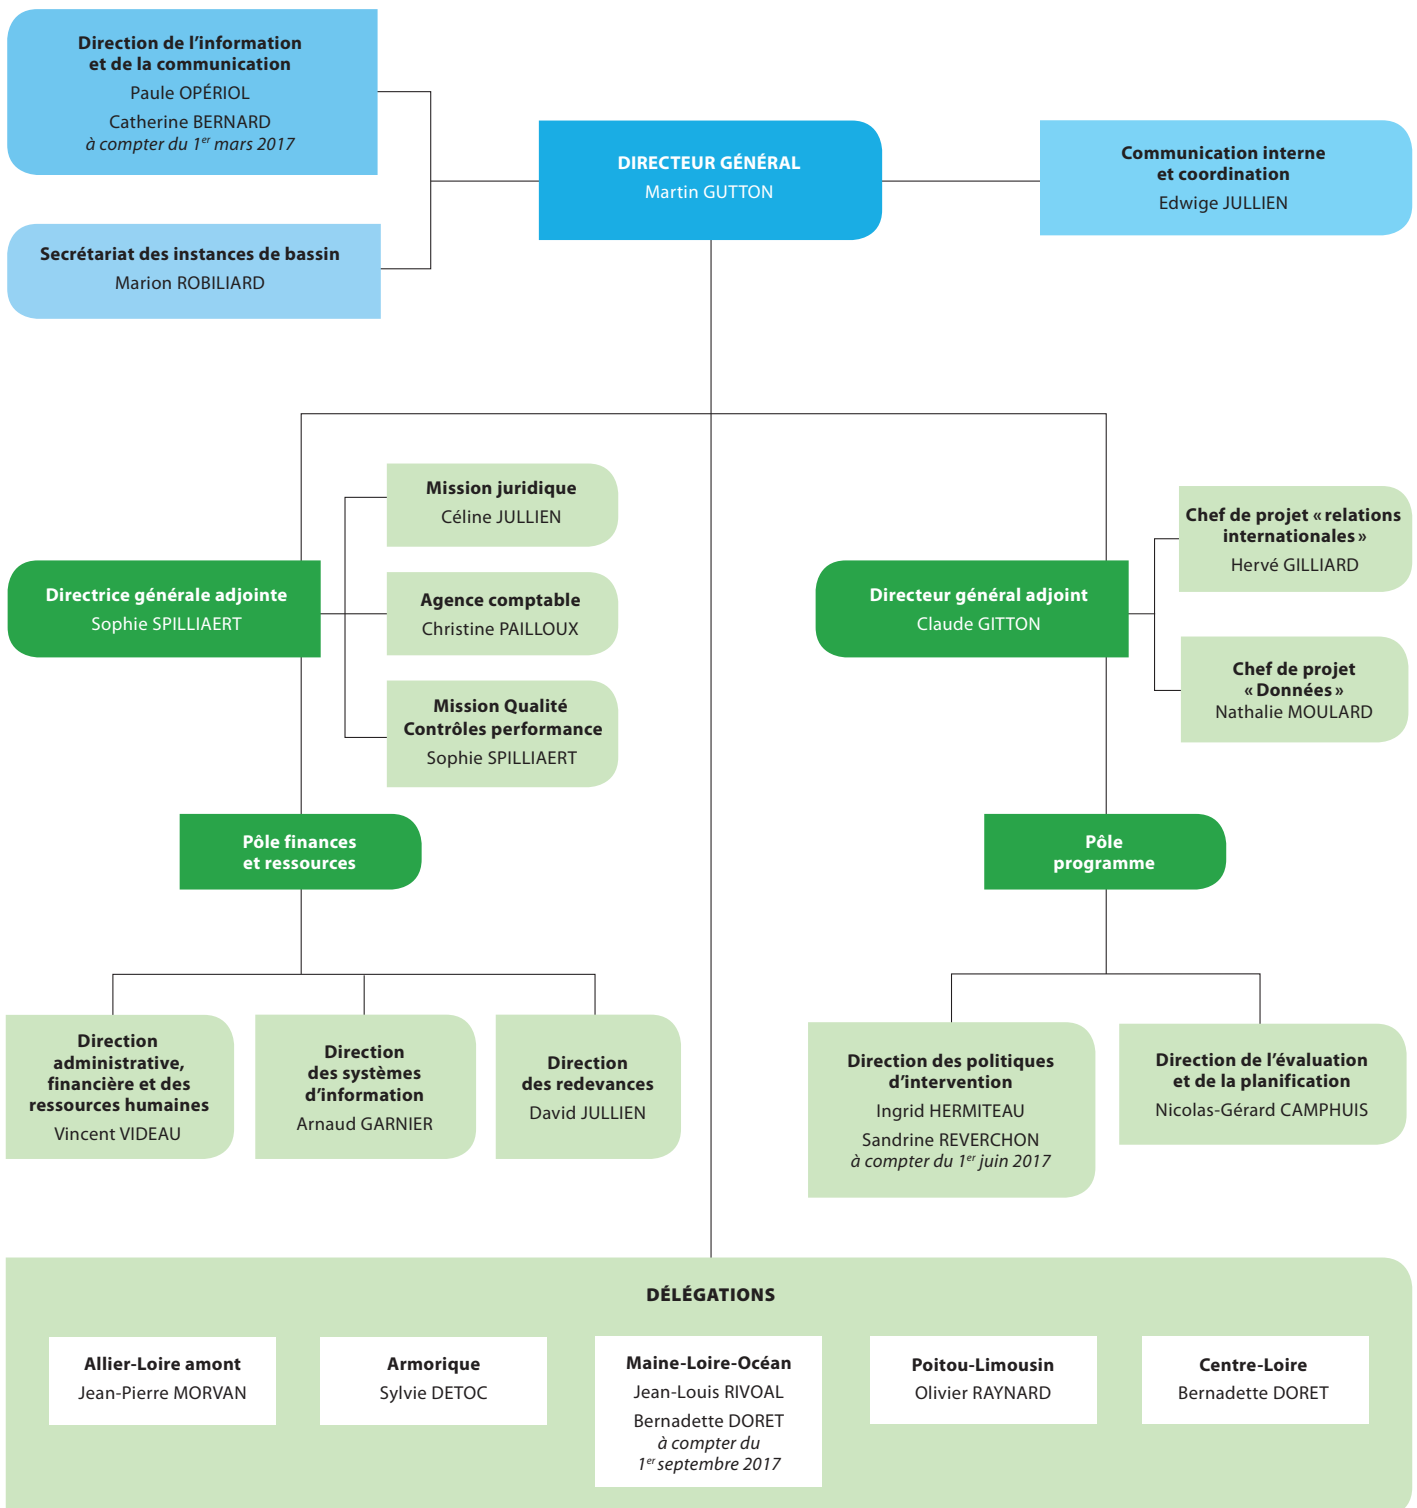 Direction de l'information
et de la communication
Paule OPÉRIOL
Catherine BERNARD
à compter du 1er mars 2017
Secrétariat des instances de bassin
Marion ROBILIARD
DIRECTEUR GÉNÉRAL
Martin GUTTON
Communication interne
et coordination
Edwige JULLIEN
Directrice générale adjointe
Sophie SPILLIAERT
Mission juridique
Céline JULLIEN
Agence comptable
Christine PAILLOUX
Mission Qualité
Contrôles performance
Sophie SPILLIAERT
Directeur général adjoint
Claude GITTON
Chef de projet « relations
internationales »
Hervé GILLIARD
Chef de projet
« Données »
Nathalie MOULARD
Pôle finances
et ressources
Pôle
programme
Direction
administrative,
financière et des
ressources humaines
Vincent VIDEAU
Direction
des systèmes
d'information
Arnaud GARNIER
Direction
des redevances
David JULLIEN
Direction des politiques
d'intervention
Ingrid HERMITEAU
Sandrine REVERCHON
à compter du 1er juin 2017
Direction de l'évaluation
et de la planification
Nicolas-Gérard CAMPHUIS
DÉLÉGATIONS
Allier-Loire amont
Jean-Pierre MORVAN
Armorique
Sylvie DETOC
Maine-Loire-Océan
Jean-Louis RIVOAL
Bernadette DORET
à compter du
1er septembre 2017
Poitou-Limousin
Olivier RAYNARD
Centre-Loire
Bernadette DORET